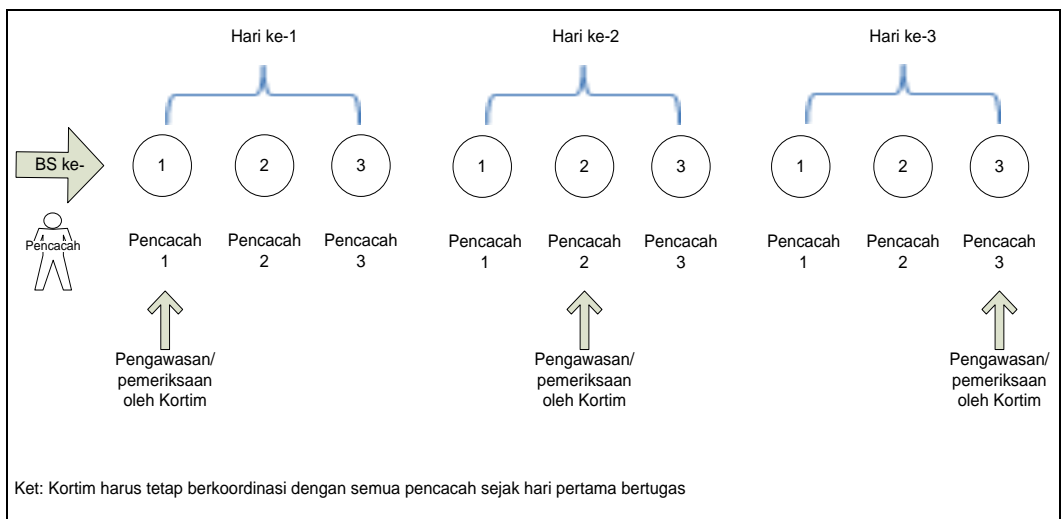 Hari ke-1 Hari ke-2 Hari ke-3
BS ke- 1 2 3 1 2 3 1 2 3
Pencacah
Pencacah Pencacah Pencacah Pencacah Pencacah Pencacah Pencacah Pencacah Pencacah
1 2 3 1 2 3 1 2 3
Pengawasan/ Pengawasan/ Pengawasan/
pemeriksaan pemeriksaan pemeriksaan
oleh Kortim oleh Kortim oleh Kortim
Ket: Kortim harus tetap berkoordinasi dengan semua pencacah sejak hari pertama bertugas